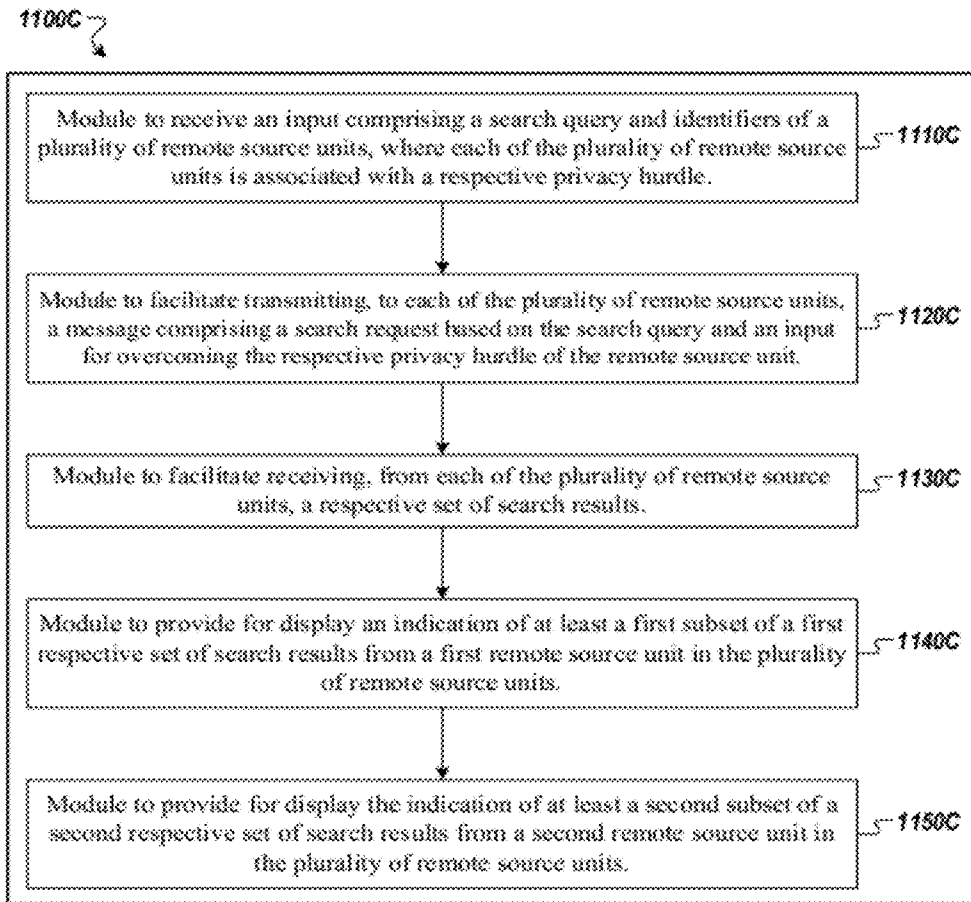 1100C
Module to receive an input comprising a search query and identifiers of a
plurality of remote source units, where each of the plurality of remote source
units is associated with a respective privacy hurdle.
1110C
Module to facilitate transmitting, to each of the plurality of remote source units,
a message comprising a search request based on the search query and an input
for overcoming the respective privacy hurdle of the remote source unit.
1120C
Module to facilitate receiving, from each of the plurality of remote source
units, a respective set of search results.
1130C
Module to provide for display an indication of at least a first subset of a first
respective set of search results from a first remote source unit in the plurality
of remote source units.
1140C
Module to provide for display the indication of at least a second subset of a
second respective set of search results from a second remote source unit in
the plurality of remote source units.
1150C